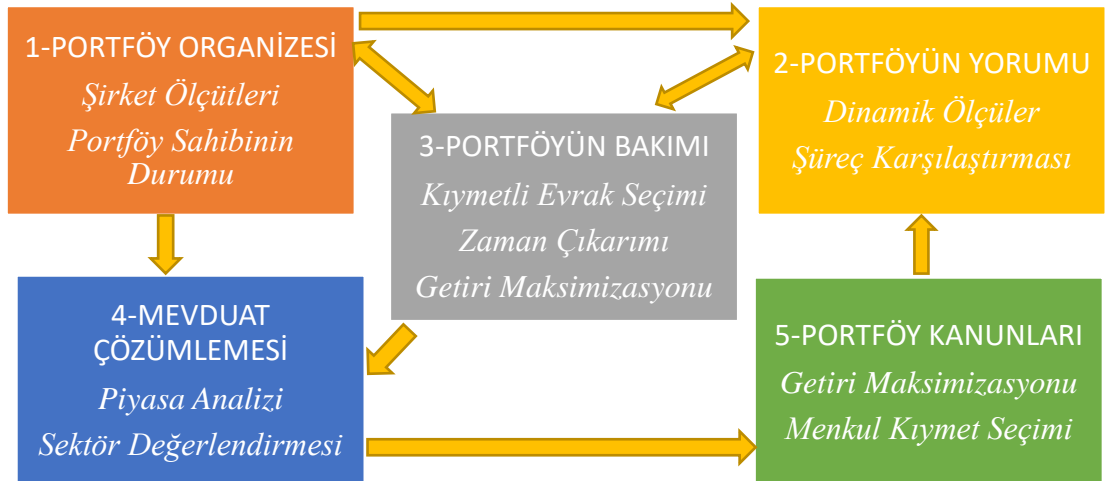 1-PORTFÖY ORGANİZESİ
Şirket Ölçütleri
Portföy Sahibinin
Durumu
2-PORTFÖYÜN YORUMU
Dinamik Ölçüler
Süreç Karşılaştırması
3-PORTFÖYÜN BAKIMI
Kıymetli Evrak Seçimi
Zaman Çıkarımı
Getiri Maksimizasyonu
4-MEVDUAT
ÇÖZÜMLEMESİ
Piyasa Analizi
Sektör Değerlendirmesi
5-PORTFÖY KANUNLARI
Getiri Maksimizasyonu
Menkul Kıymet Seçimi